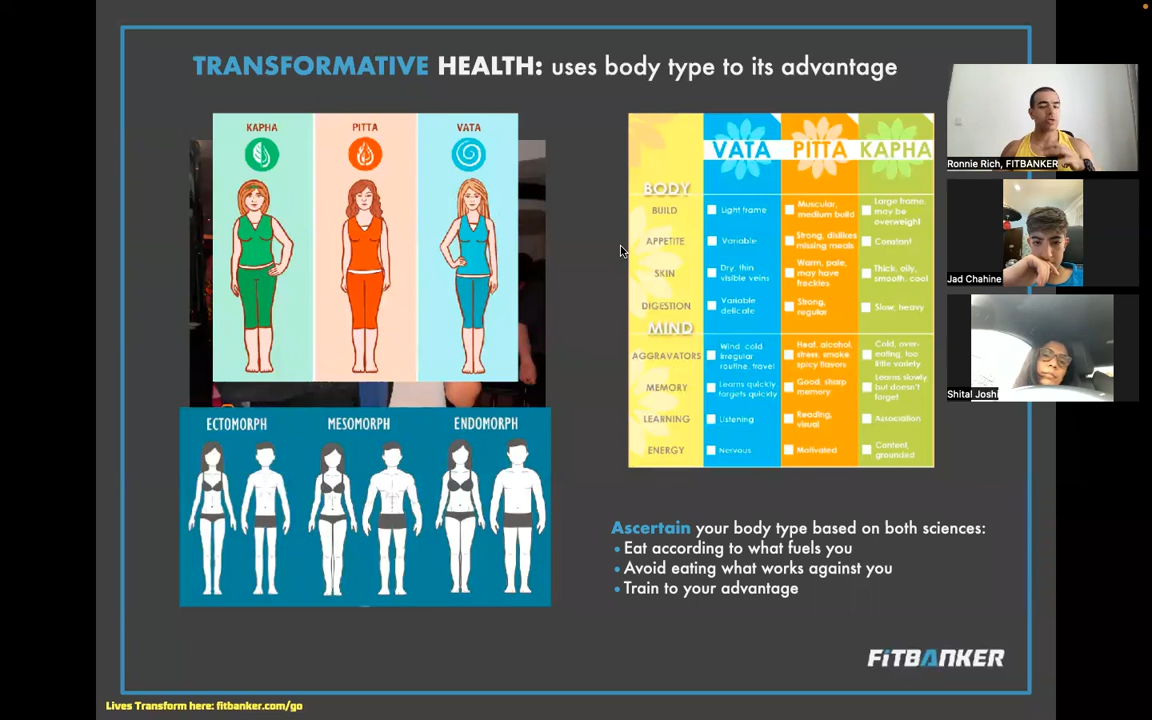 TRANSFORMATIVE HEALTH: uses body type to its advantage
KAPHA
PITTA
VATA
ECTOMORPH
MESOMORPH
ENDOMORPH
VATA
PITTA
KAPHA
BODY
BUILD
Light frame
Muscular,
medium build
Large frame,
may be
overweight
APPETITE
Variable
Strong, dislikes
missing meals
Constant
SKIN
Dry, thin
visible veins
Warm, pale,
may have
freckles
Thick, oily,
smooth, cool
DIGESTION
Variable
delicate
Strong,
regular
Slow, heavy
MIND
AGGRAVATORS
Wind, cold,
irregular
routine, travel
Heat, alcohol,
stress, smoke,
spicy flavors
Cold, over-
eating, too
little variety
MEMORY
Learns quickly
forgets quickly
Good, sharp
memory
Learns slowly
but doesn't
forget
LEARNING
Listening
Reading,
visual
Association
ENERGY
Nervous
Motivated
Content,
grounded
Ascertain your body type based on both sciences:
• Eat according to what fuels you
• Avoid eating what works against you
• Train to your advantage
FITBANKER
Lives Transform here: fitbanker.com/go
Ronnie Rich, FITBANKER
Jad Chahine
Shital Joshi